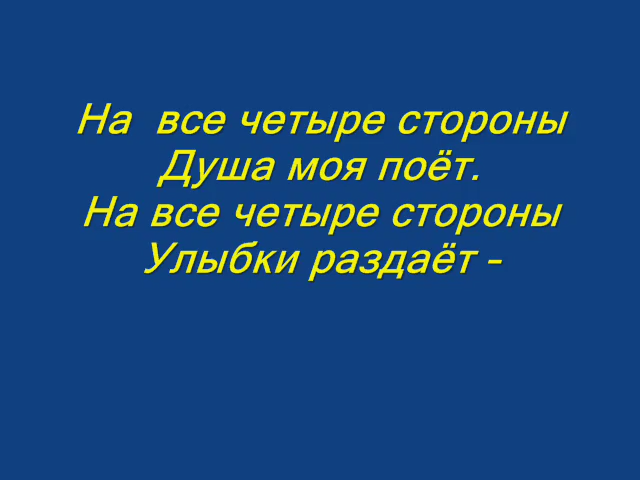 На все четыре стороны
Душа моя поёт.
На все четыре стороны
Улыбки раздаёт –